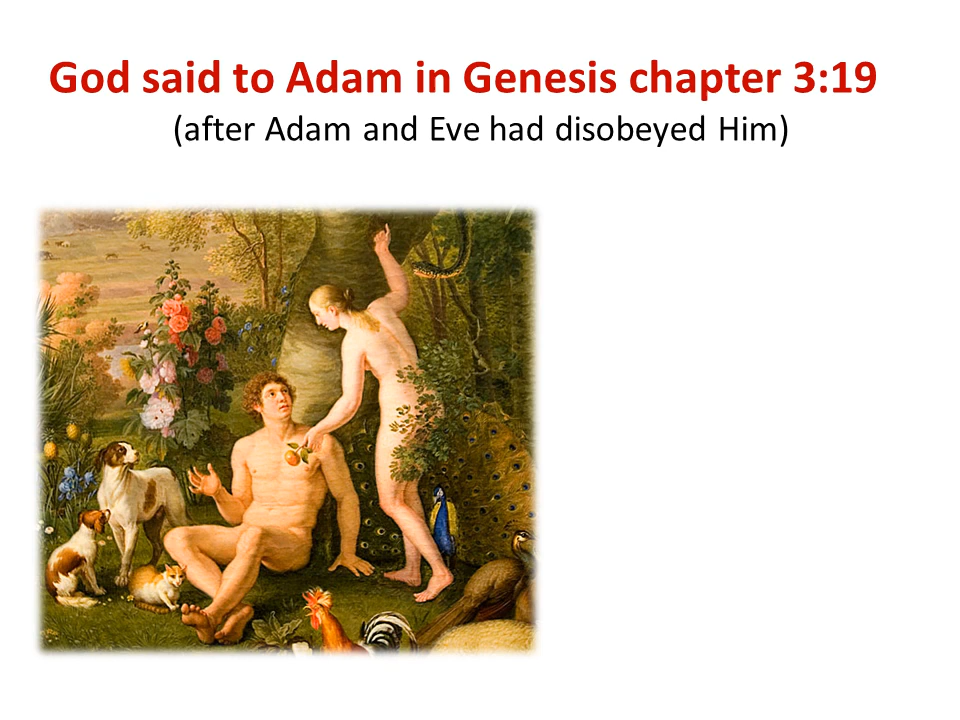 God said to Adam in Genesis chapter 3:19
(after Adam and Eve had disobeyed Him)